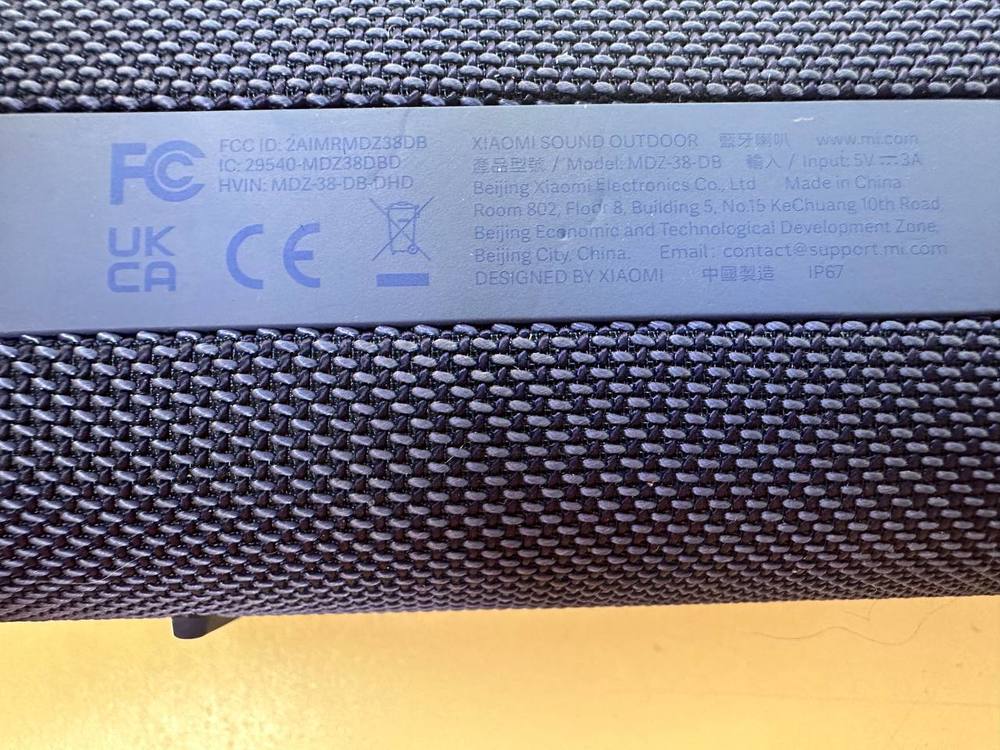 FC
FCC ID: 2AIMRMDZ38DB
IC: 29540-MDZ38DBD
HVIN: MDZ-38-DB-DHD
UK
CA
CE
XIAOMI SOUND OUTDOOR 藍牙喇叭 www.mi.com
產品型號 / Model: MDZ-38-DB 輸入 / Input: 5V⎓3A
Beijing Xiaomi Electronics Co., Ltd Made in China
Room 802, Floor 8, Building 5, No.15 KeChuang 10th Road,
Beijing Economic and Technological Development Zone,
Beijing City, China. Email: contact@support.mi.com
DESIGNED BY XIAOMI 中國製造 IP67